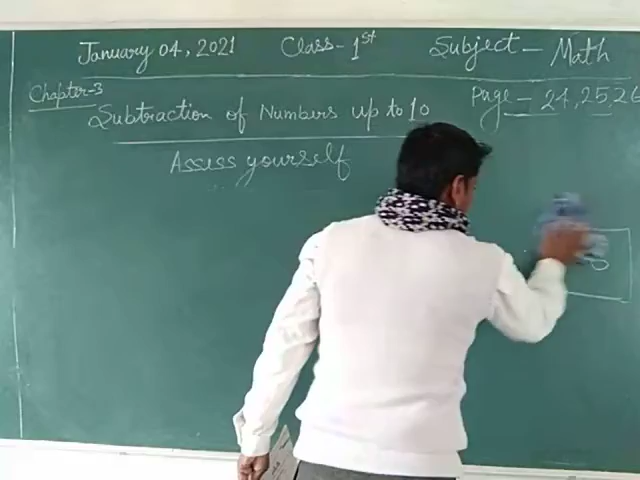 January 04, 2021 Class-1st Subject - Math
Chapter-3 Page - 24,25,26
Subtraction of Numbers up to 10
Assess yourself